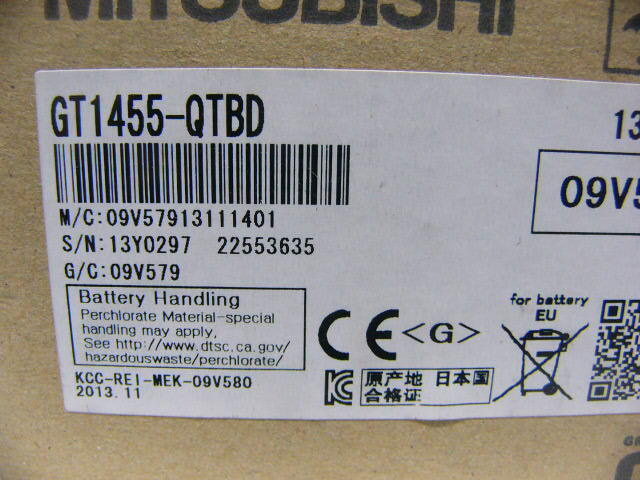 MITSUBISHI
GT1455-QTBD
13
09V5
M/C:09V57913111401
S/N:13Y0297 22553635
G/C:09V579
Battery Handling
Perchlorate Material-special
handling may apply,
See http://www.dtsc.ca.gov/
hazardouswaste/perchlorate/
KCC-REI-MEK-09V580
2013.11
CE <G>
for battery
EU
原产地 日本国
合格证